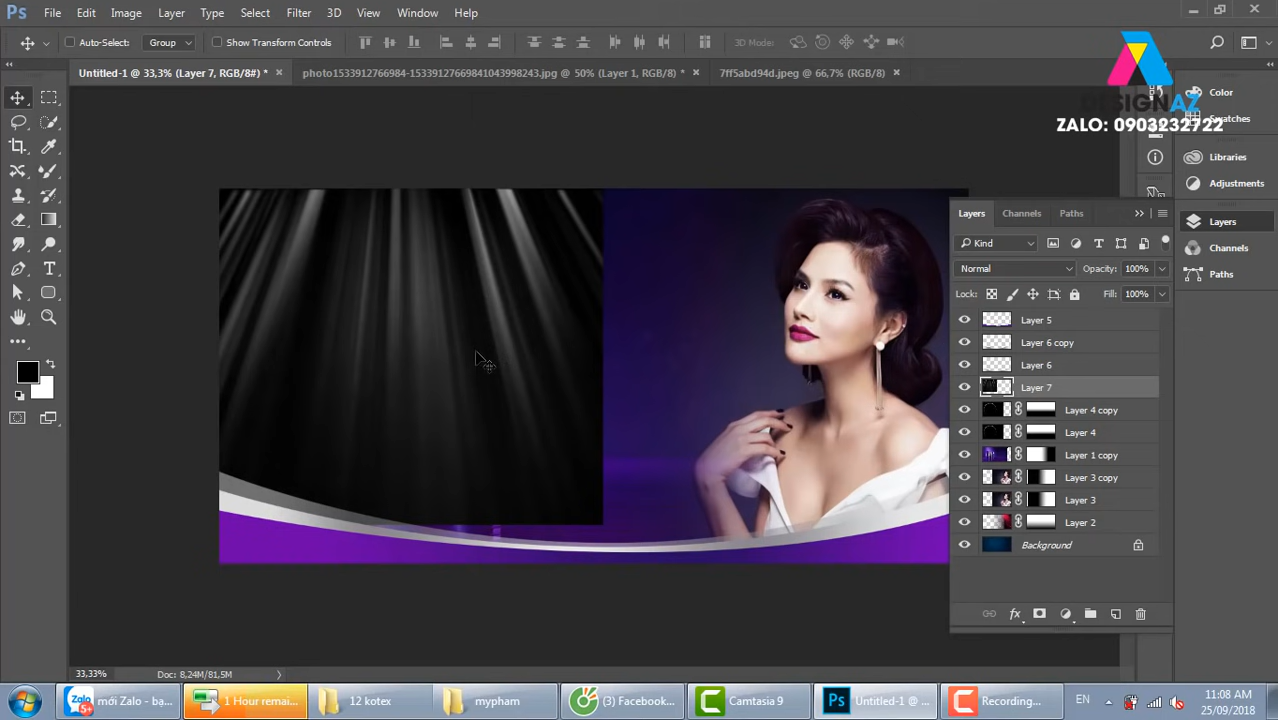 Ps File Edit Image Layer Type Select Filter 3D View Window Help
Auto-Select: Group Show Transform Controls 3D Mode:
Untitled-1 @ 33,3% (Layer 7, RGB/8#) * × photo1533912766984-15339127669841043998243.jpg @ 50% (Layer 1, RGB/8) * × 7ff5abd94d.jpeg @ 66,7% (RGB/8) ×
DESIGNAZ
ZALO: 0903232722
Color
Swatches
Libraries
Adjustments
Layers
Channels
Paths
Layers Channels Paths
Kind
Normal Opacity: 100%
Lock: Fill: 100%
Layer 5
Layer 6 copy
Layer 6
Layer 7
Layer 4 copy
Layer 4
Layer 1 copy
Layer 3 copy
Layer 3
Layer 2
Background
fx
33,33% Doc: 8,24M/81,5M
Zalo 5+ mới Zalo - bạ... 1 Hour remai... 12 kotex mypham (3) Facebook... Camtasia 9 Ps Untitled-1 @ ... Recording... EN
11:08 AM
25/09/2018